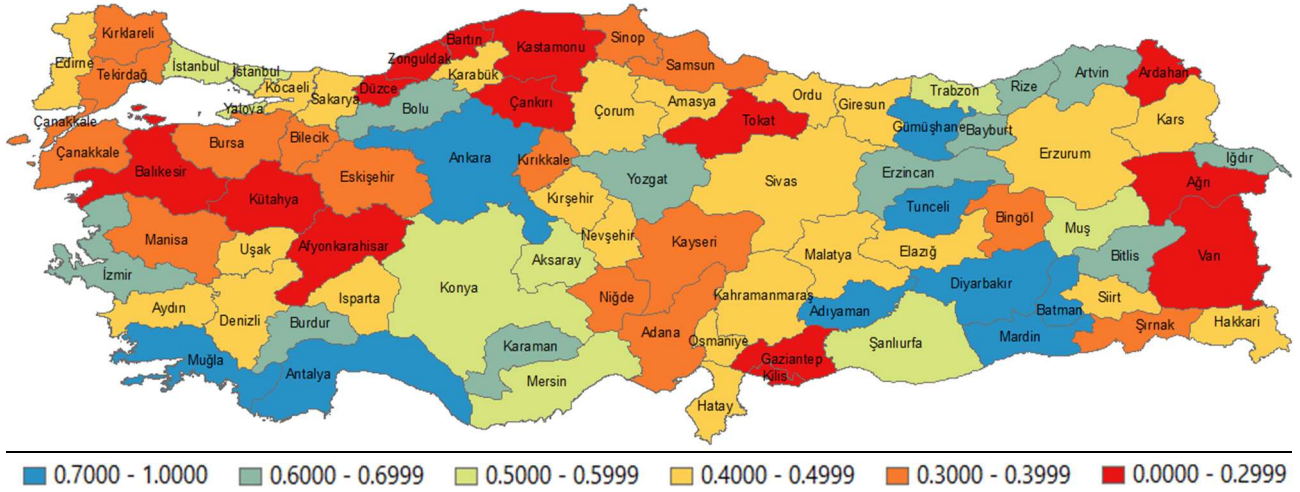 Kırklareli
Edirne
Tekirdağ
İstanbul
İstanbul
Kocaeli
Sakarya
Yalova
Düzce
Zonguldak
Bartın
Karabük
Kastamonu
Sinop
Samsun
Bolu
Çankırı
Çorum
Amasya
Tokat
Ordu
Giresun
Trabzon
Rize
Artvin
Ardahan
Gümüşhane
Bayburt
Kars
Erzurum
Iğdır
Ağrı
Çanakkale
Çanakkale
Balıkesir
Bursa
Bilecik
Kütahya
Eskişehir
Ankara
Kırıkkale
Yozgat
Sivas
Erzincan
Tunceli
Bingöl
Muş
Bitlis
Van
Kırşehir
Nevşehir
Kayseri
Malatya
Elazığ
Manisa
Uşak
Afyonkarahisar
İzmir
Aydın
Denizli
Isparta
Burdur
Konya
Aksaray
Niğde
Adana
Kahramanmaraş
Adıyaman
Diyarbakır
Batman
Siirt
Mardin
Şırnak
Hakkari
Muğla
Antalya
Karaman
Mersin
Osmaniye
Gaziantep
Kilis
Şanlıurfa
Hatay
0.7000 - 1.0000 0.6000 - 0.6999 0.5000 - 0.5999 0.4000 - 0.4999 0.3000 - 0.3999 0.0000 - 0.2999